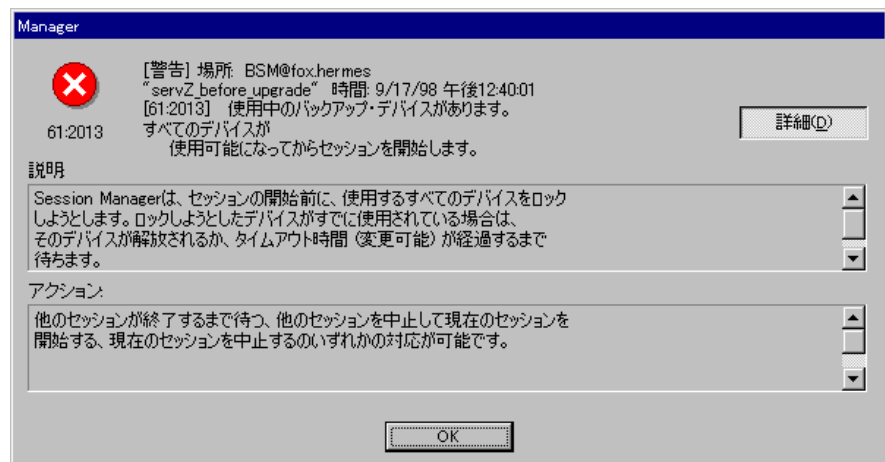 Manager
[警告] 場所: BSM@fox.hermes
"servZ_before_upgrade" 時間: 9/17/98 午後12:40:01
[61:2013] 使用中のバックアップ・デバイスがあります。
すべてのデバイスが
使用可能になってからセッションを開始します。
61:2013
詳細(D)
説明:
Session Managerは、セッションの開始前に、使用するすべてのデバイスをロック
しようとします。ロックしようとしたデバイスがすでに使用されている場合は、
そのデバイスが解放されるか、タイムアウト時間（変更可能）が経過するまで
待ちます。
アクション:
他のセッションが終了するまで待つ、他のセッションを中止して現在のセッションを
開始する、現在のセッションを中止するのいずれかの対応が可能です。
OK